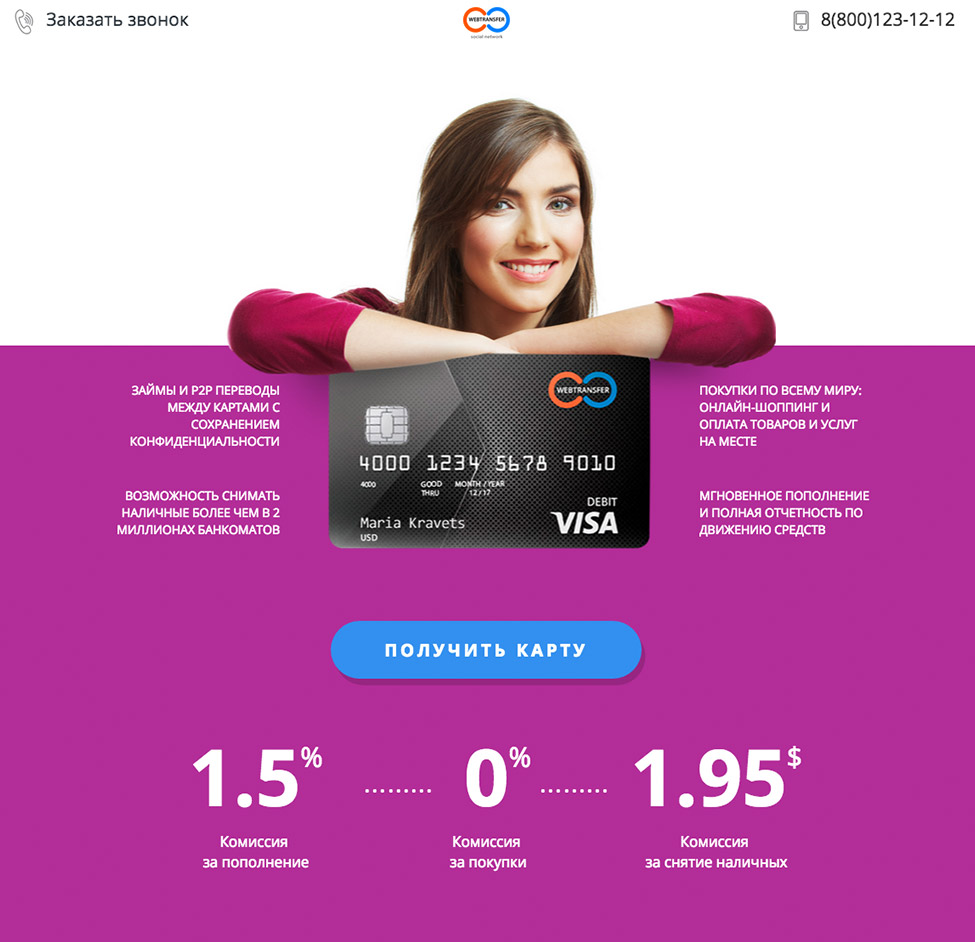 Заказать звонок
WEBTRANSFER
social network
8(800)123-12-12
ЗАЙМЫ И P2P ПЕРЕВОДЫ
МЕЖДУ КАРТАМИ С
СОХРАНЕНИЕМ
КОНФИДЕНЦИАЛЬНОСТИ
ВОЗМОЖНОСТЬ СНИМАТЬ
НАЛИЧНЫЕ БОЛЕЕ ЧЕМ В 2
МИЛЛИОНАХ БАНКОМАТОВ
WEBTRANSFER
4000 1234 5678 9010
4000
GOOD
THRU
MONTH / YEAR
12/17
DEBIT
Maria Kravets
VISA
USD
ПОКУПКИ ПО ВСЕМУ МИРУ:
ОНЛАЙН-ШОППИНГ И
ОПЛАТА ТОВАРОВ И УСЛУГ
НА МЕСТЕ
МГНОВЕННОЕ ПОПОЛНЕНИЕ
И ПОЛНАЯ ОТЧЕТНОСТЬ ПО
ДВИЖЕНИЮ СРЕДСТВ
ПОЛУЧИТЬ КАРТУ
1.5%
Комиссия
за пополнение
0%
Комиссия
за покупки
1.95$
Комиссия
за снятие наличных